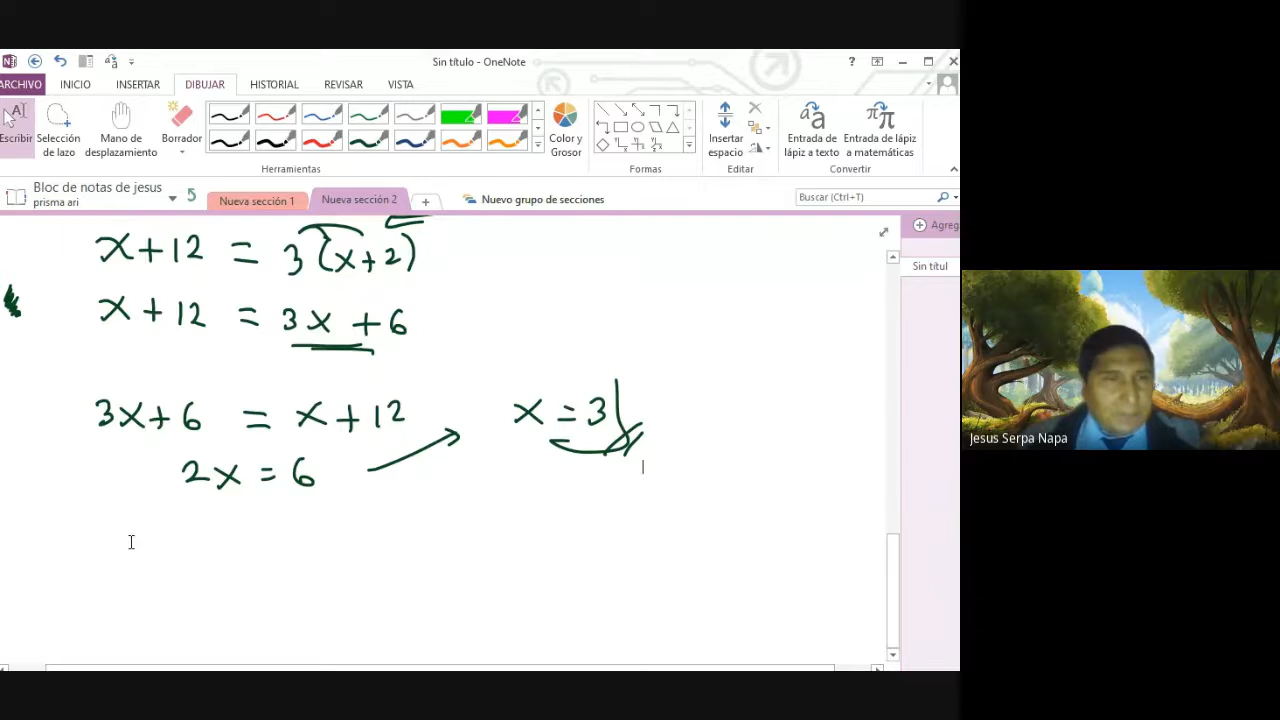 Sin título - OneNote
ARCHIVO INICIO INSERTAR DIBUJAR HISTORIAL REVISAR VISTA
Escribir
Selección de lazo
Mano de desplazamiento
Borrador
Color y Grosor
Insertar espacio
Entrada de lápiz a texto
Entrada de lápiz a matemáticas
Herramientas Formas Editar Convertir
Bloc de notas de jesus
prisma ari
Nueva sección 1 Nueva sección 2 Nuevo grupo de secciones Buscar (Ctrl+T)
Agrega
Sin títul
x+12 = 3(x+2)
x+12 = 3x+6
3x+6 = x+12
x=3
2x=6
Jesus Serpa Napa